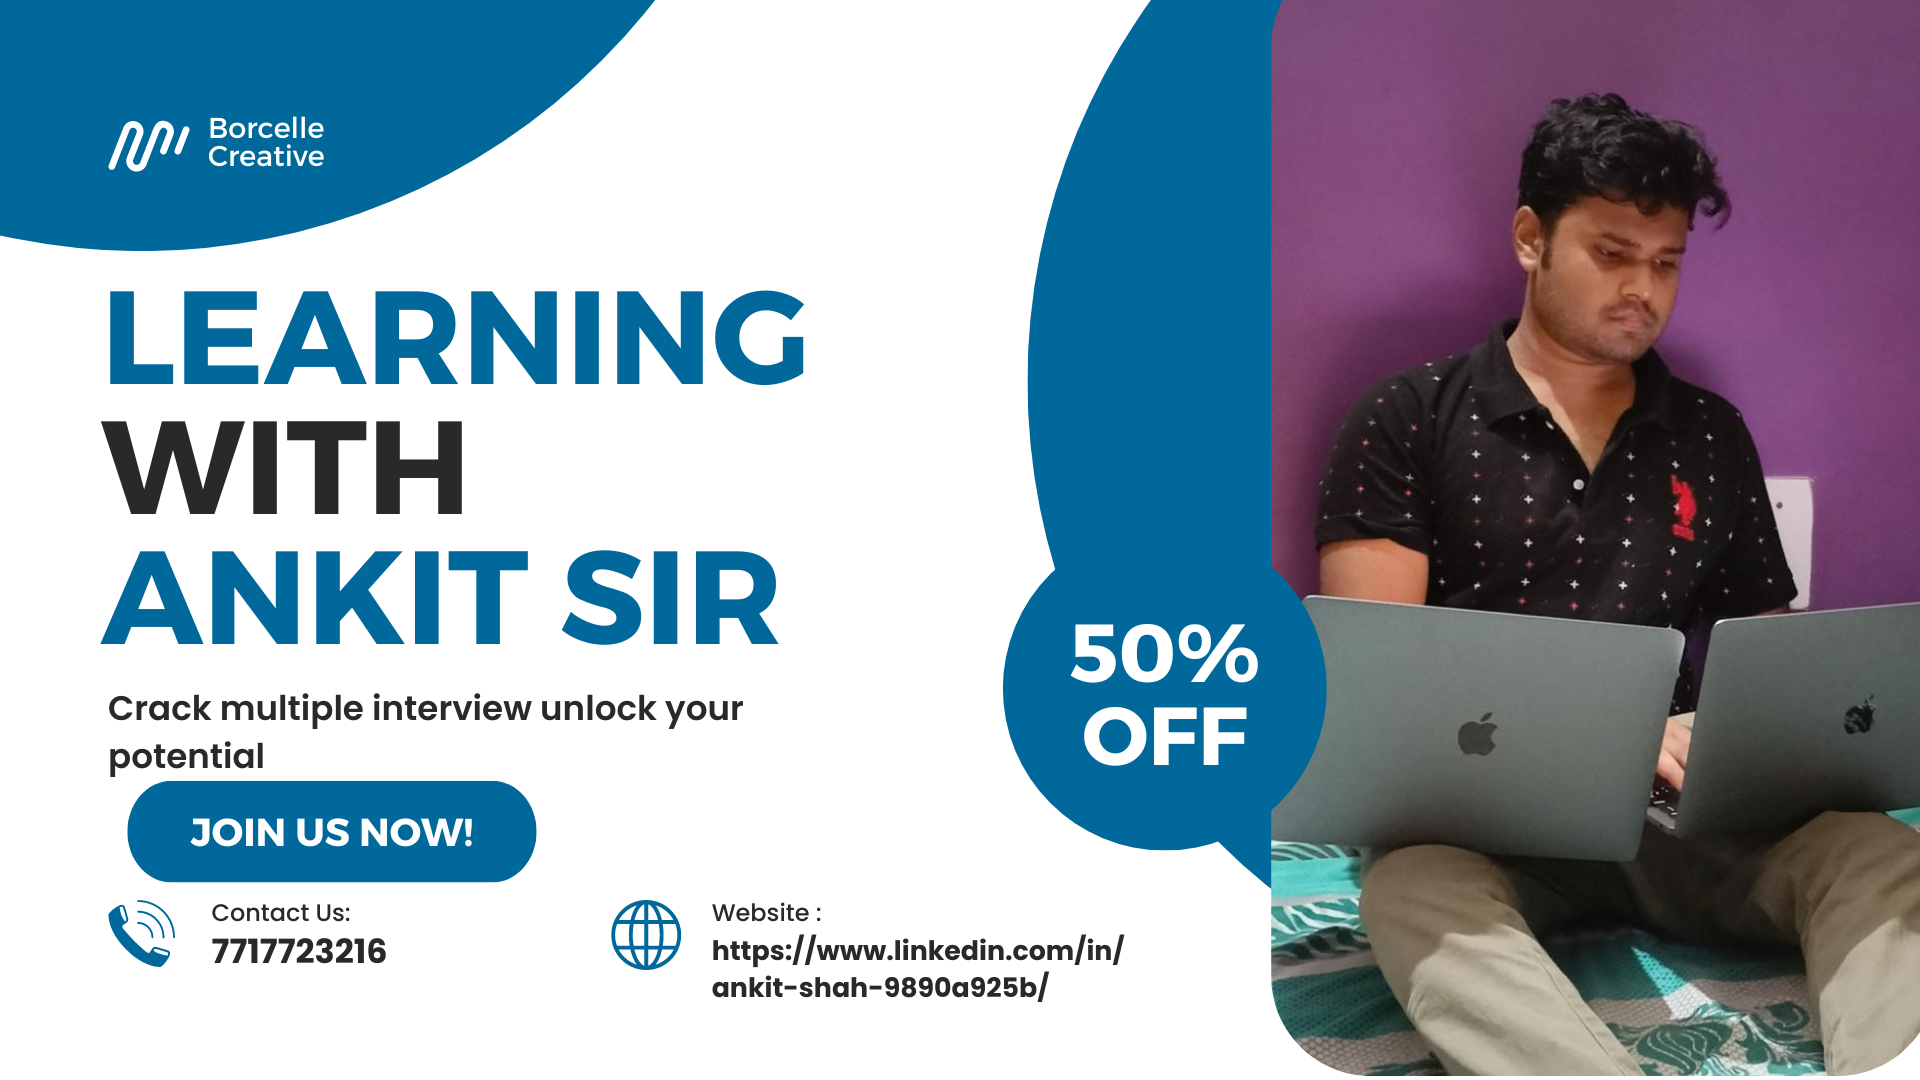 Borcelle
Creative
LEARNING
WITH
ANKIT SIR
Crack multiple interview unlock your
potential
JOIN US NOW!
50%
OFF
Contact Us:
7717723216
Website :
https://www.linkedin.com/in/
ankit-shah-9890a925b/